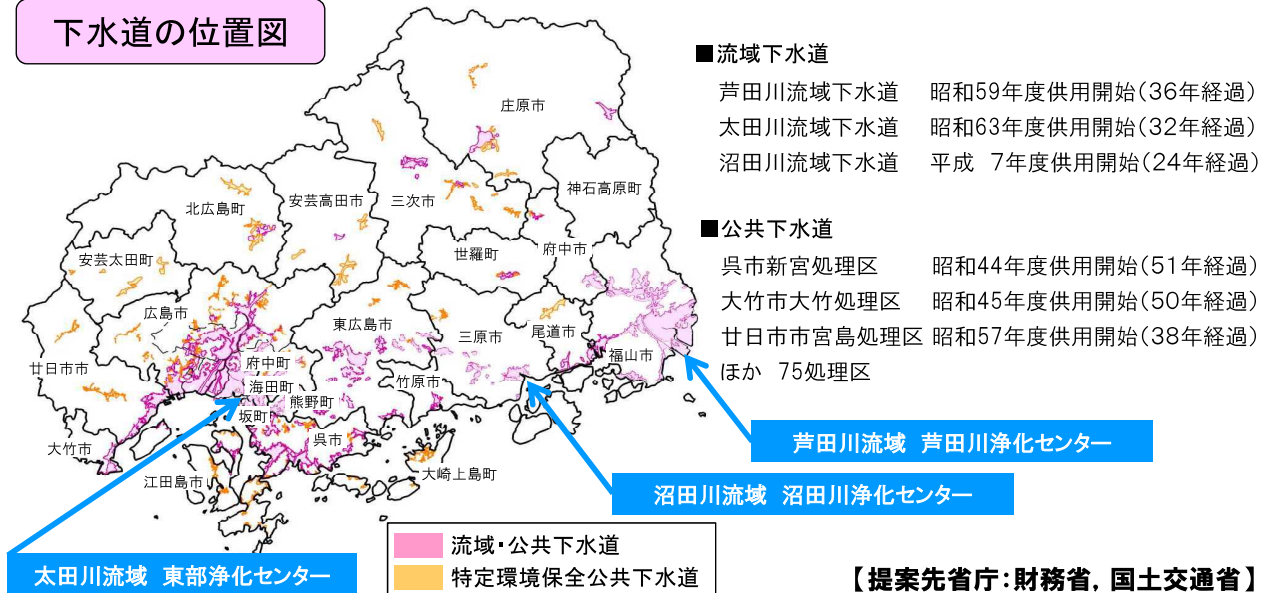 下水道の位置図
■流域下水道
芦田川流域下水道 昭和59年度供用開始(36年経過)
太田川流域下水道 昭和63年度供用開始(32年経過)
沼田川流域下水道 平成 7年度供用開始(24年経過)
■公共下水道
呉市新宮処理区 昭和44年度供用開始(51年経過)
大竹市大竹処理区 昭和45年度供用開始(50年経過)
廿日市市宮島処理区 昭和57年度供用開始(38年経過)
ほか 75処理区
庄原市
神石高原町
三次市
安芸高田市
北広島町
世羅町
府中市
安芸太田町
広島市
東広島市
三原市
尾道市
福山市
廿日市市
府中町
海田町
熊野町
坂町
竹原市
呉市
大竹市
江田島市
大崎上島町
芦田川流域 芦田川浄化センター
沼田川流域 沼田川浄化センター
太田川流域 東部浄化センター
流域・公共下水道
特定環境保全公共下水道
【提案先省庁:財務省,国土交通省】